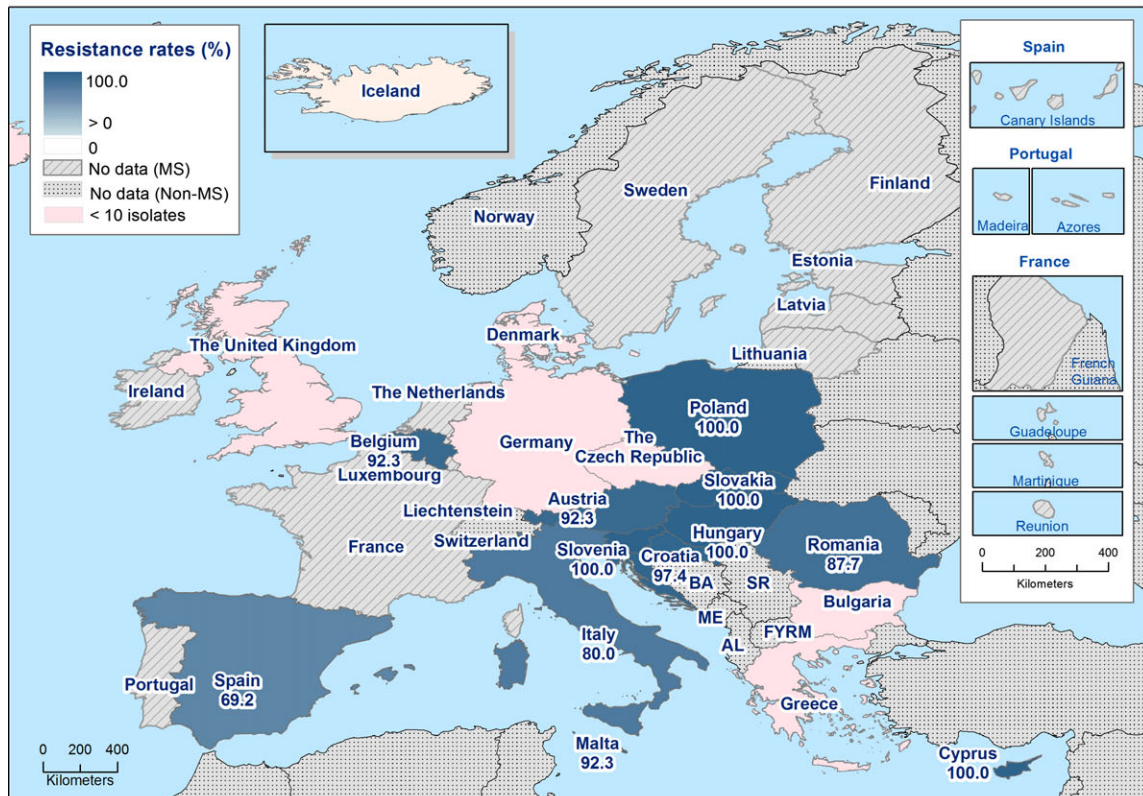 Resistance rates (%)
100.0
> 0
0
No data (MS)
No data (Non-MS)
< 10 isolates
Iceland
Spain
Canary Islands
Portugal
Madeira
Azores
France
French
Guiana
Guadeloupe
Martinique
Reunion
0 200 400
Kilometers
Norway
Sweden
Finland
Estonia
Latvia
Lithuania
Denmark
The United Kingdom
Ireland
The Netherlands
Belgium
92.3
Luxembourg
Germany
The
Czech Republic
Poland
100.0
Slovakia
100.0
Austria
92.3
Liechtenstein
Switzerland
France
Slovenia
100.0
Croatia
97.4
Hungary
100.0
Romania
87.7
BA
SR
ME
AL
FYRM
Bulgaria
Italy
80.0
Portugal
Spain
69.2
Greece
Malta
92.3
Cyprus
100.0
0 200 400
Kilometers